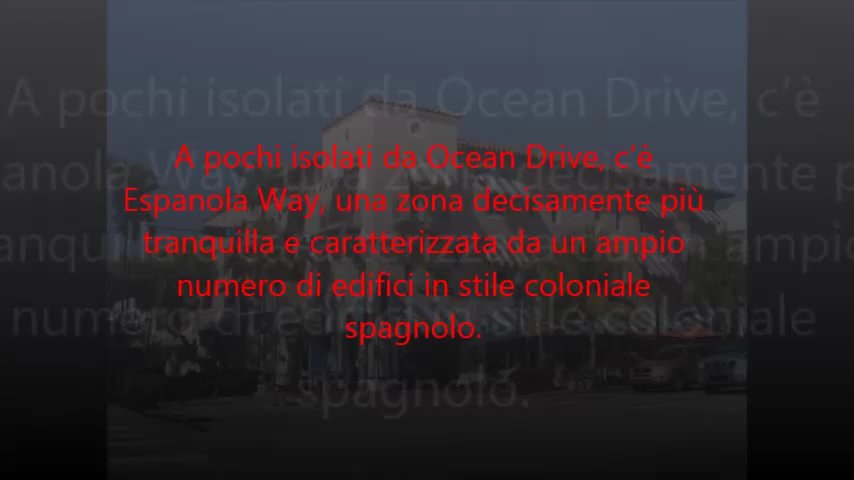 A pochi isolati da Ocean Drive, c'è
Espanola Way, una zona decisamente più
tranquilla e caratterizzata da un ampio
numero di edifici in stile coloniale
spagnolo.